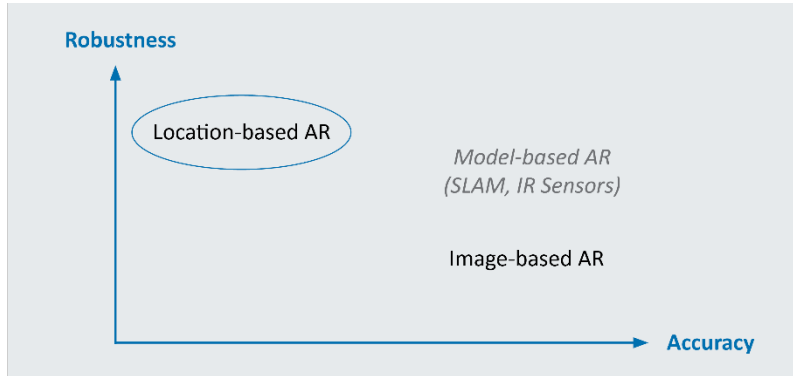 Robustness
Location-based AR
Model-based AR
(SLAM, IR Sensors)
Image-based AR
Accuracy